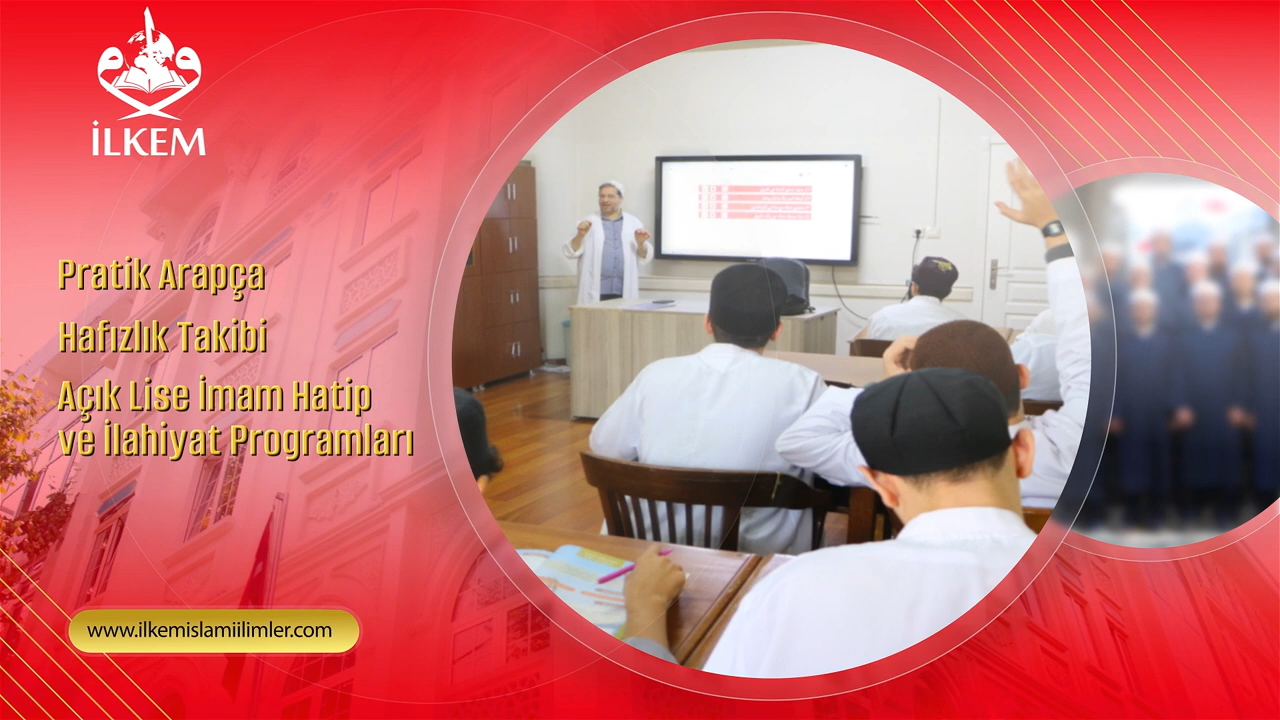 İLKEM
Pratik Arapça
Hafızlık Takibi
Açık Lise İmam Hatip
ve İlahiyat Programları
www.ilkemislamiilimler.com